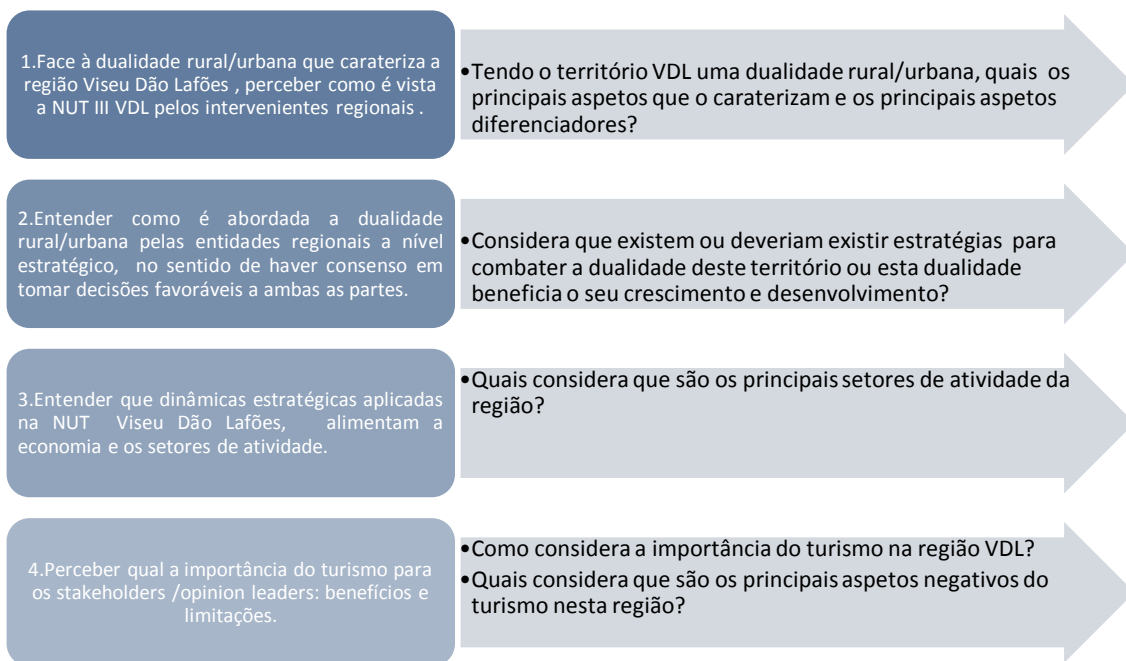 1.Face à dualidade rural/urbana que carateriza a
região Viseu Dão Lafões , perceber como é vista
a NUT III VDL pelos intervenientes regionais .
•Tendo o território VDL uma dualidade rural/urbana, quais os
principais aspetos que o caraterizam e os principais aspetos
diferenciadores?
2.Entender como é abordada a dualidade
rural/urbana pelas entidades regionais a nível
estratégico, no sentido de haver consenso em
tomar decisões favoráveis a ambas as partes.
•Considera que existem ou deveriam existir estratégias para
combater a dualidade deste território ou esta dualidade
beneficia o seu crescimento e desenvolvimento?
3.Entender que dinâmicas estratégicas aplicadas
na NUT Viseu Dão Lafões, alimentam a
economia e os setores de atividade.
•Quais considera que são os principais setores de atividade da
região?
4.Perceber qual a importância do turismo para
os stakeholders /opinion leaders: benefícios e
limitações.
•Como considera a importância do turismo na região VDL?
•Quais considera que são os principais aspetos negativos do
turismo nesta região?